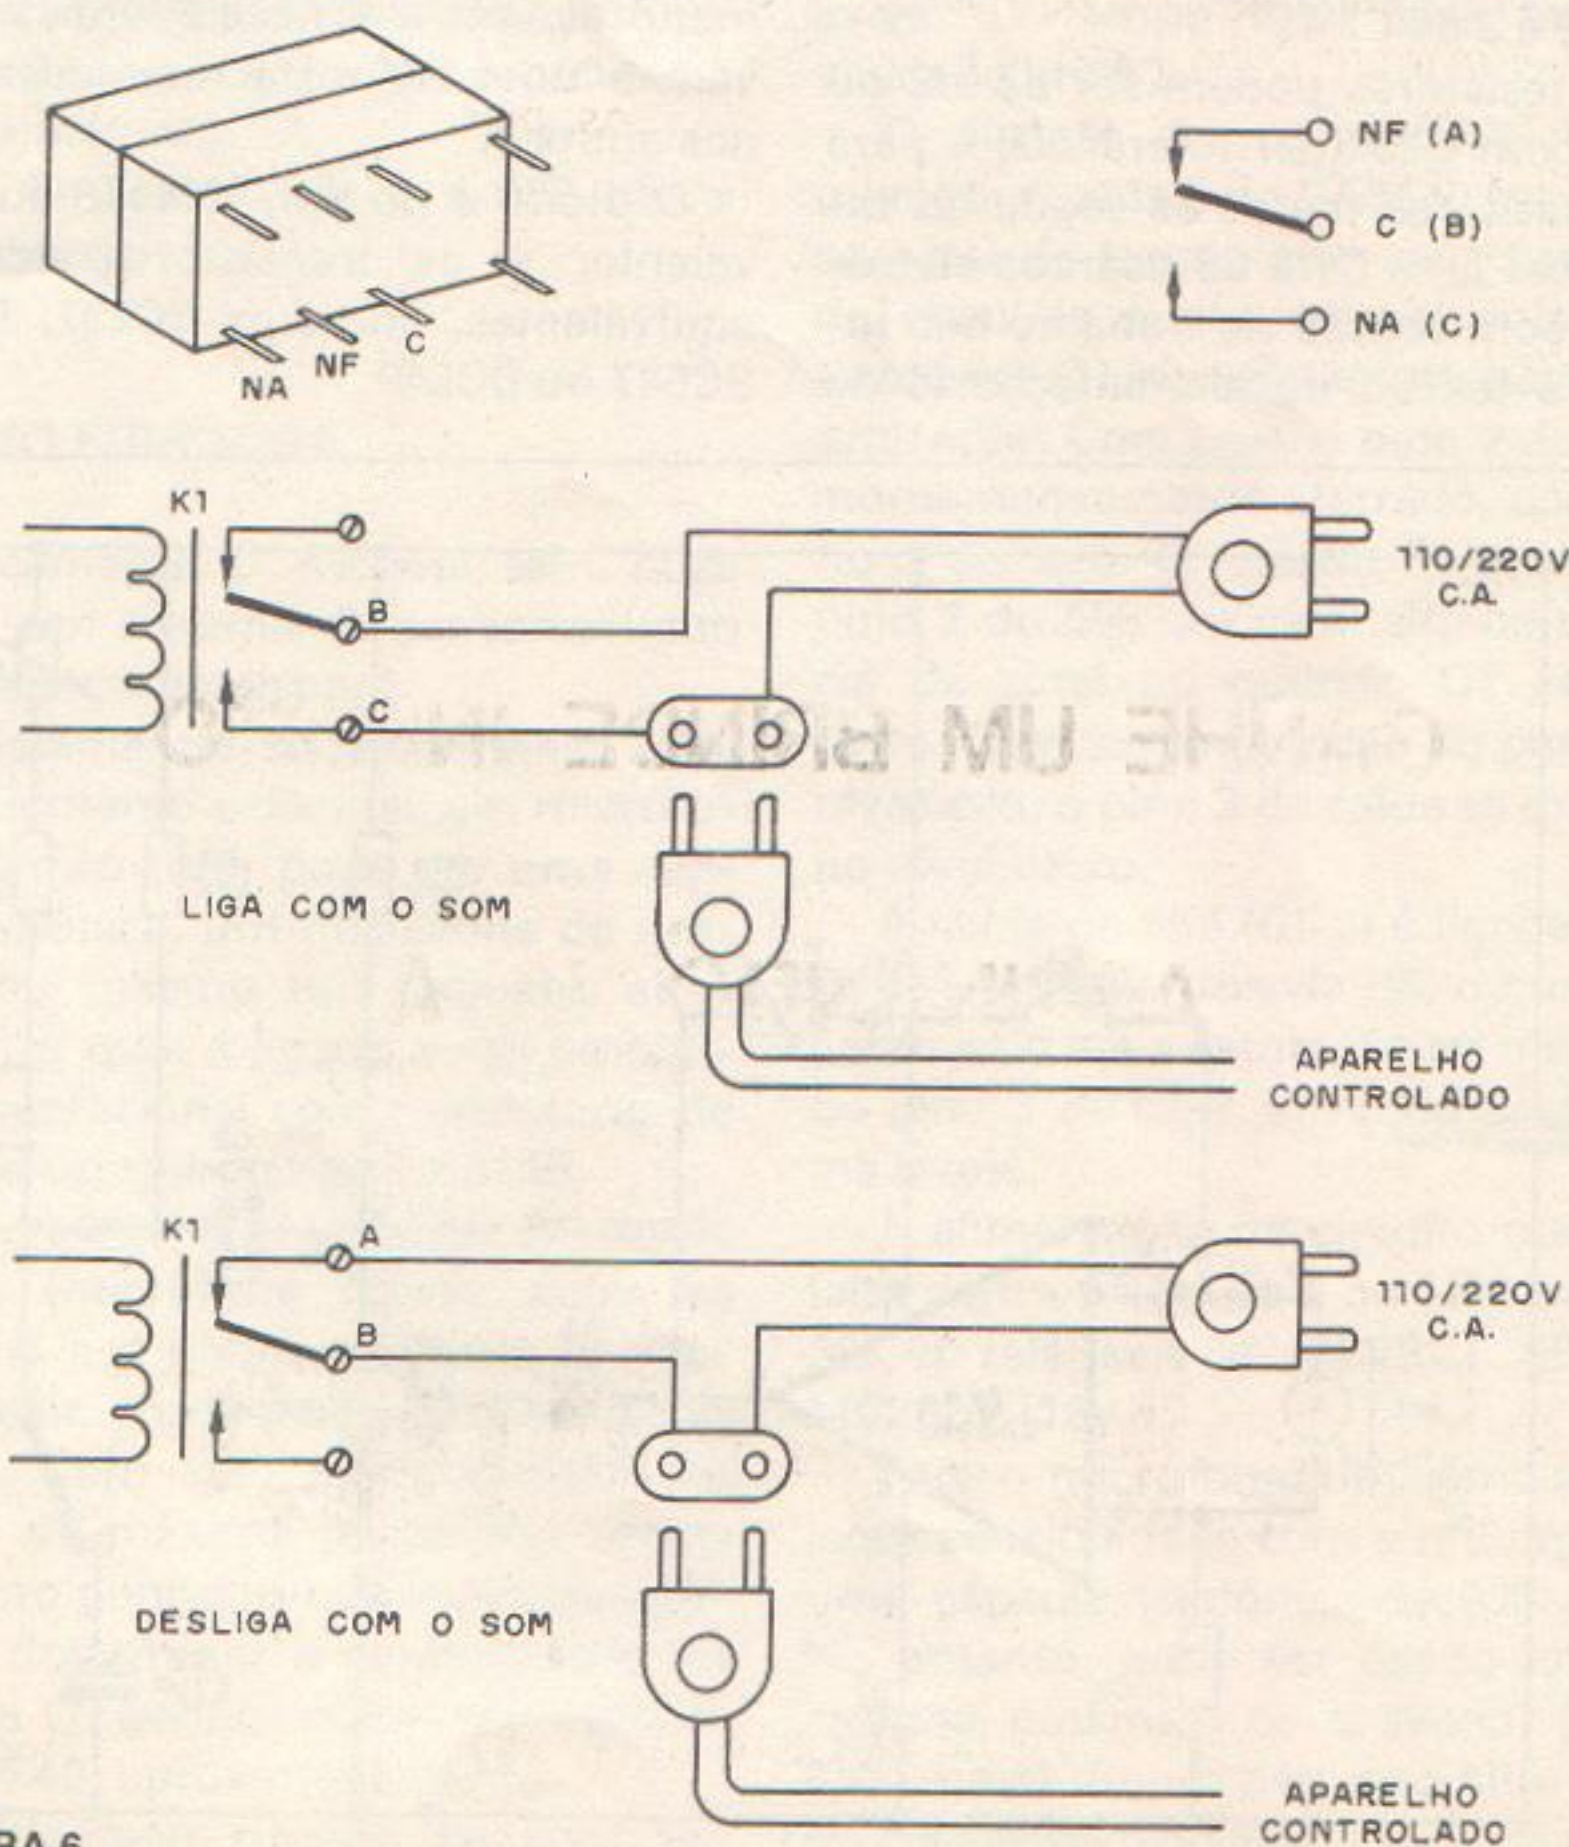 NF (A)
C (B)
NA (C)
NA NF C
K1
B
C
110/220V
C.A.
LIGA COM O SOM
APARELHO
CONTROLADO
K1
A
B
110/220V
C.A.
DESLIGA COM O SOM
APARELHO
CONTROLADO